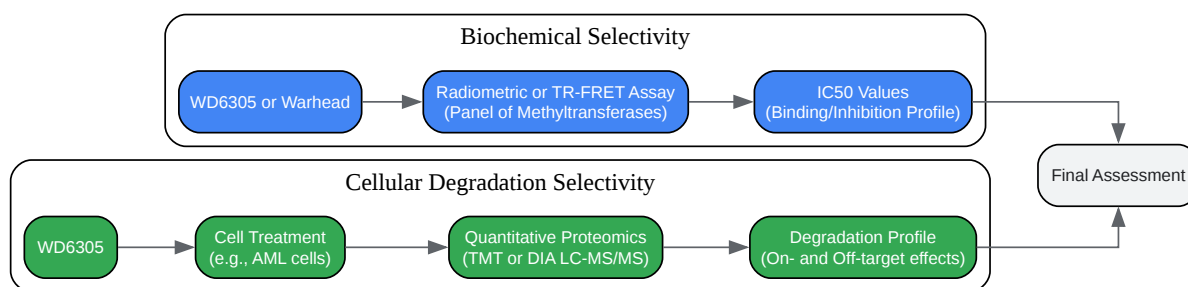 Biochemical Selectivity
WD6305 or Warhead
Radiometric or TR-FRET Assay
(Panel of Methyltransferases)
IC50 Values
(Binding/Inhibition Profile)
Final Assessment
Cellular Degradation Selectivity
WD6305
Cell Treatment
(e.g., AML cells)
Quantitative Proteomics
(TMT or DIA LC-MS/MS)
Degradation Profile
(On- and Off-target effects)